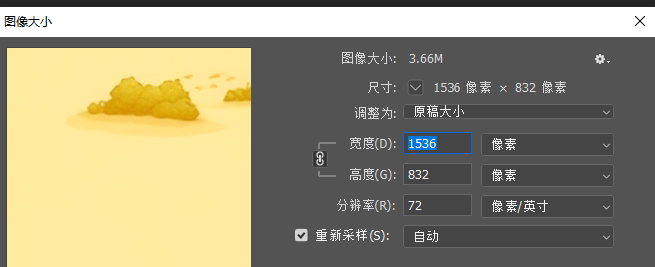 图像大小
图像大小: 3.66M
尺寸: 1536 像素 × 832 像素
调整为: 原稿大小
宽度(D): 1536 像素
高度(G): 832 像素
分辨率(R): 72 像素/英寸
重新采样(S): 自动